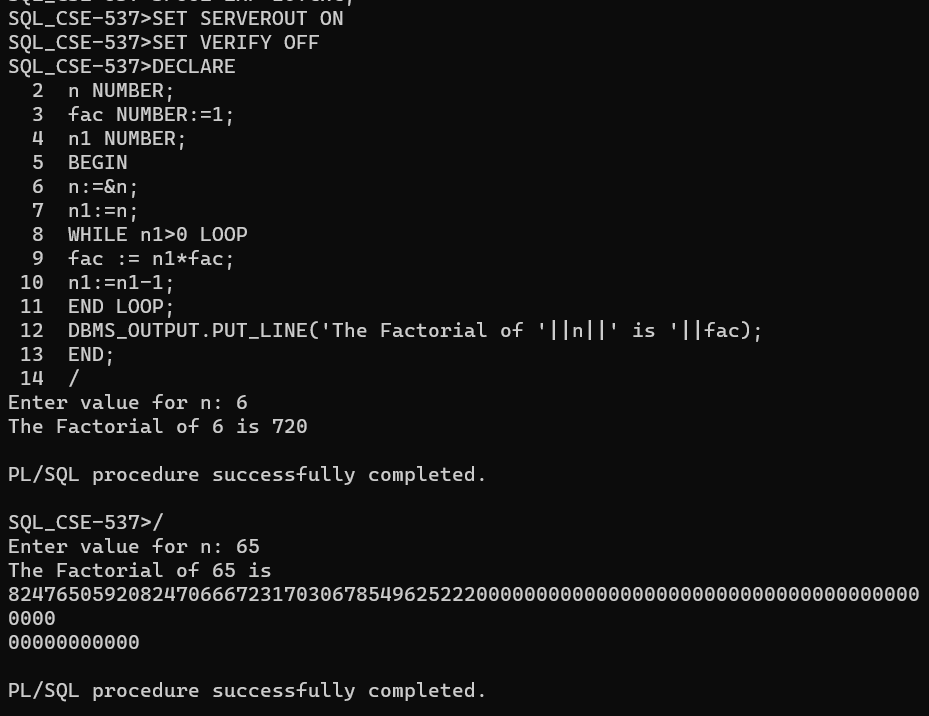 SQL_CSE-537>SET SERVEROUT ON
SQL_CSE-537>SET VERIFY OFF
SQL_CSE-537>DECLARE
2 n NUMBER;
3 fac NUMBER:=1;
4 n1 NUMBER;
5 BEGIN
6 n:=&n;
7 n1:=n;
8 WHILE n1>0 LOOP
9 fac := n1*fac;
10 n1:=n1-1;
11 END LOOP;
12 DBMS_OUTPUT.PUT_LINE('The Factorial of '||n||' is '||fac);
13 END;
14 /
Enter value for n: 6
The Factorial of 6 is 720
PL/SQL procedure successfully completed.
SQL_CSE-537>/
Enter value for n: 65
The Factorial of 65 is
8247650592082470666723170306785496252220000000000000000000000000000000000000
0000
00000000000
PL/SQL procedure successfully completed.